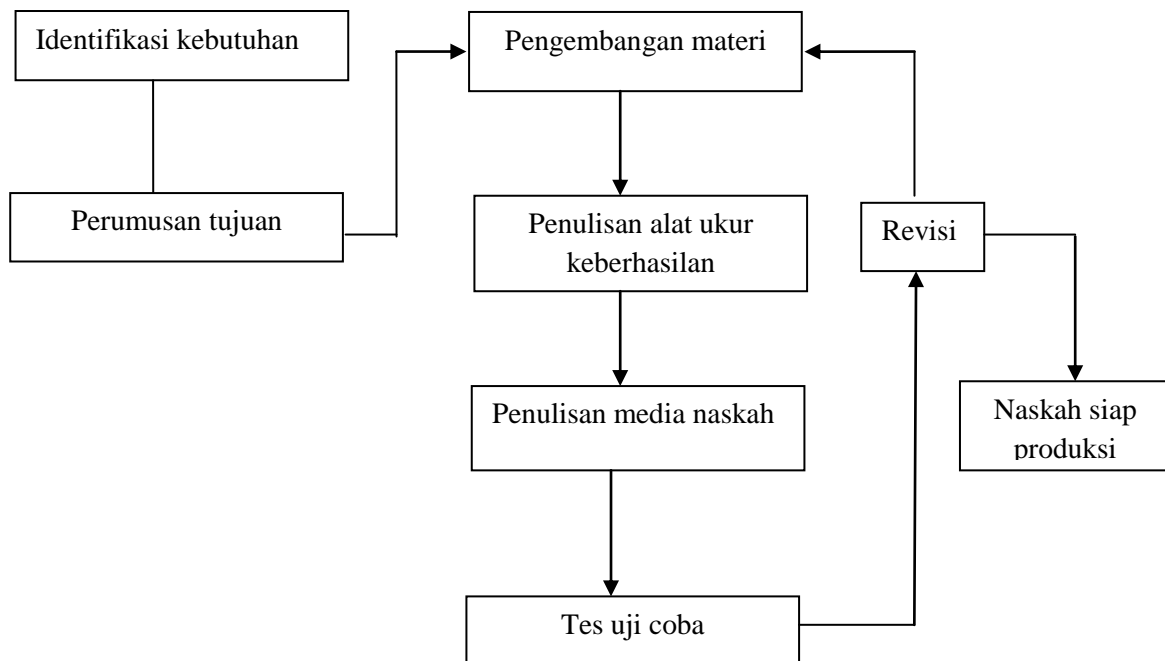 Identifikasi kebutuhan
Perumusan tujuan
Pengembangan materi
Penulisan alat ukur
keberhasilan
Penulisan media naskah
Tes uji coba
Revisi
Naskah siap
produksi